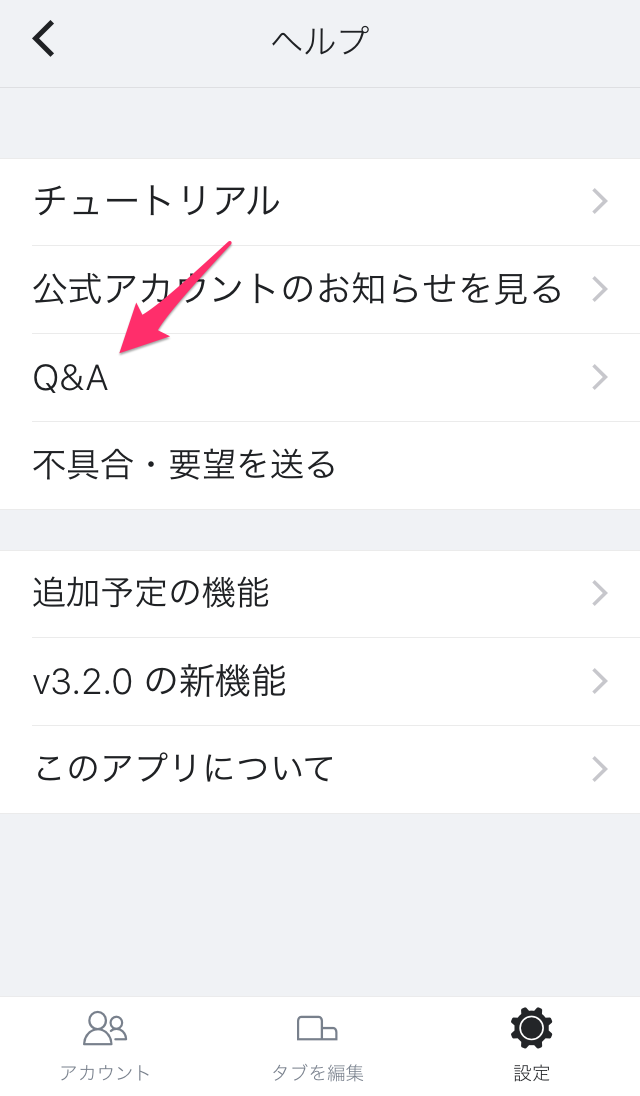 ヘルプ
チュートリアル
公式アカウントのお知らせを見る
Q&A
不具合・要望を送る
追加予定の機能
v3.2.0 の新機能
このアプリについて
アカウント
タブを編集
設定